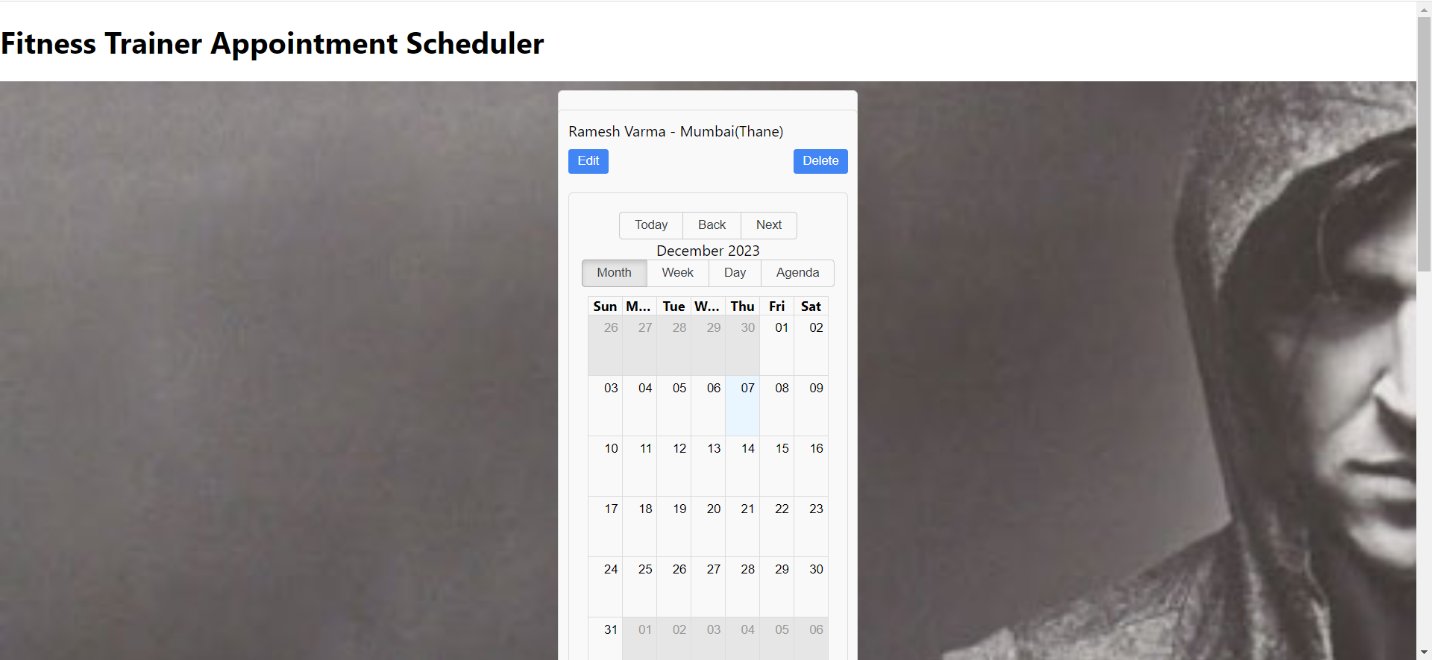 Fitness Trainer Appointment Scheduler
Ramesh Varma - Mumbai(Thane)
Edit Delete
Today Back Next
December 2023
Month Week Day Agenda
Sun M... Tue W... Thu Fri Sat
26 27 28 29 30 01 02
03 04 05 06 07 08 09
10 11 12 13 14 15 16
17 18 19 20 21 22 23
24 25 26 27 28 29 30
31 01 02 03 04 05 06